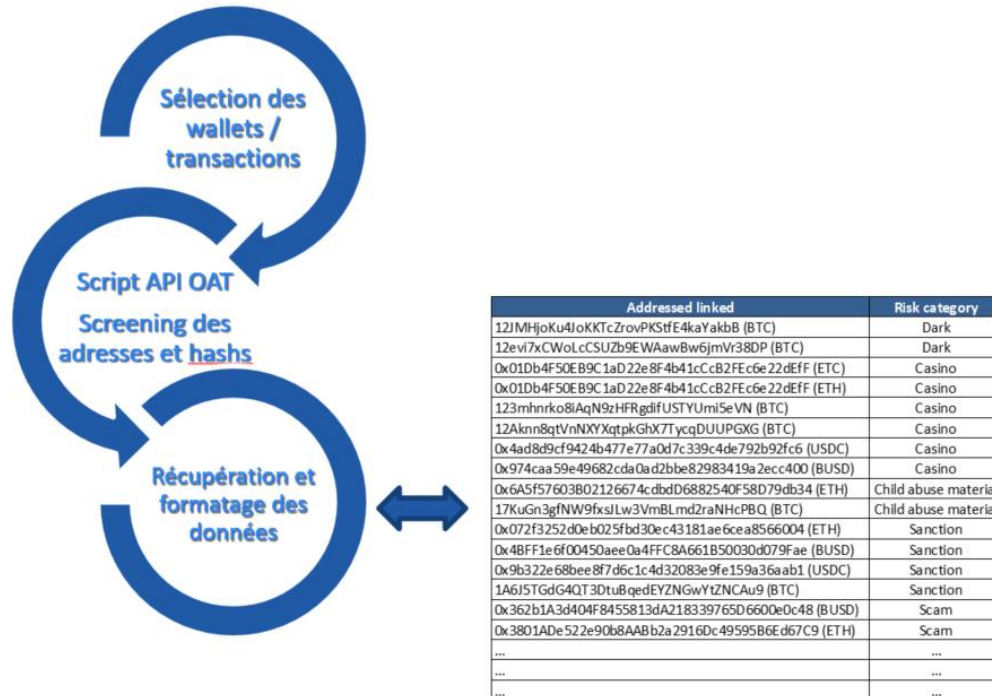 Sélection des
wallets /
transactions
Script API OAT
Screening des
adresses et hashs
Récupération et
formatage des
données
Addressed linked Risk category
12JMHjoKu4JoKKTcZrovPKStfE4kaYakbB (BTC) Dark
12evi7xCWoLcCSUZb9EWAawBw6jmVr38DP (BTC) Dark
0x01Db4F50EB9C1aD22e8F4b41cCcB2FEc6e22dEfF (ETC) Casino
0x01Db4F50EB9C1aD22e8F4b41cCcB2FEc6e22dEfF (ETH) Casino
123mhnrko8iAqN9zHFRgdifUSTYUmi5eVN (BTC) Casino
12Aknn8qtVnNXYXqtpkGhX7TycqDUUPGXG (BTC) Casino
0x4ad8d9cf9424b477e77a0d7c339c4de792b92fc6 (USDC) Casino
0x974caa59e49682cda0ad2bbe82983419a2ecc400 (BUSD) Casino
0x6A5f57603B02126674cdbdD6882540F58D79db34 (ETH) Child abuse materia
17KuGn3gfNW9fxsJLw3VmBLmd2raNHcPBQ (BTC) Child abuse materia
0x072f3252d0eb025fbd30ec43181ae6cea8566004 (ETH) Sanction
0x4BFF1e6f00450aee0a4FFC8A661B50030d079Fae (BUSD) Sanction
0x9b322e68bee8f7d6c1c4d32083e9fe159a36aab1 (USDC) Sanction
1A6J5TGdG4QT3DtuBqedEYZNGwYtZNCAu9 (BTC) Sanction
0x362b1A3d404F8455813dA218339765D6600e0c48 (BUSD) Scam
0x3801ADe522e90b8AABb2a2916Dc49595B6Ed67C9 (ETH) Scam
... ...
... ...
... ...